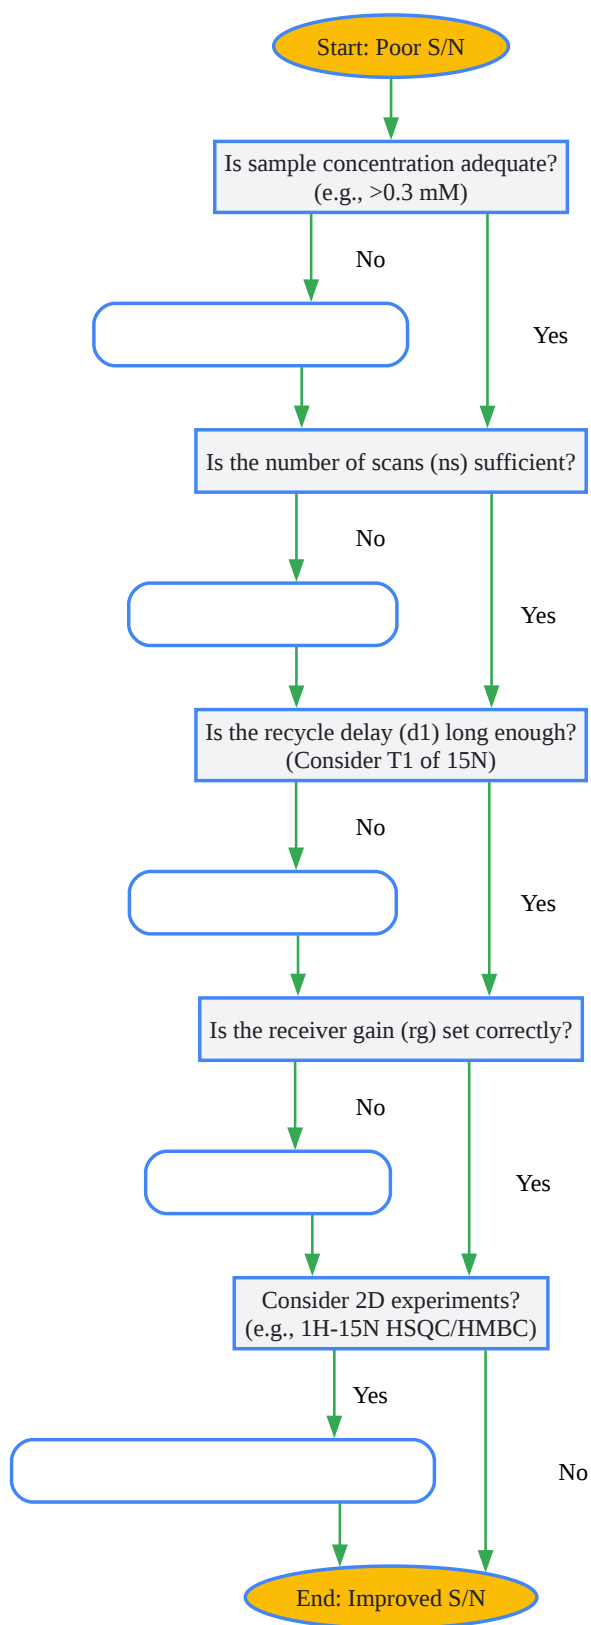 Start: Poor S/N
Is sample concentration adequate?
(e.g., >0.3 mM)
No
Yes
Is the number of scans (ns) sufficient?
No
Yes
Is the recycle delay (d1) long enough?
(Consider T1 of 15N)
No
Yes
Is the receiver gain (rg) set correctly?
No
Yes
Consider 2D experiments?
(e.g., 1H-15N HSQC/HMBC)
Yes
No
End: Improved S/N